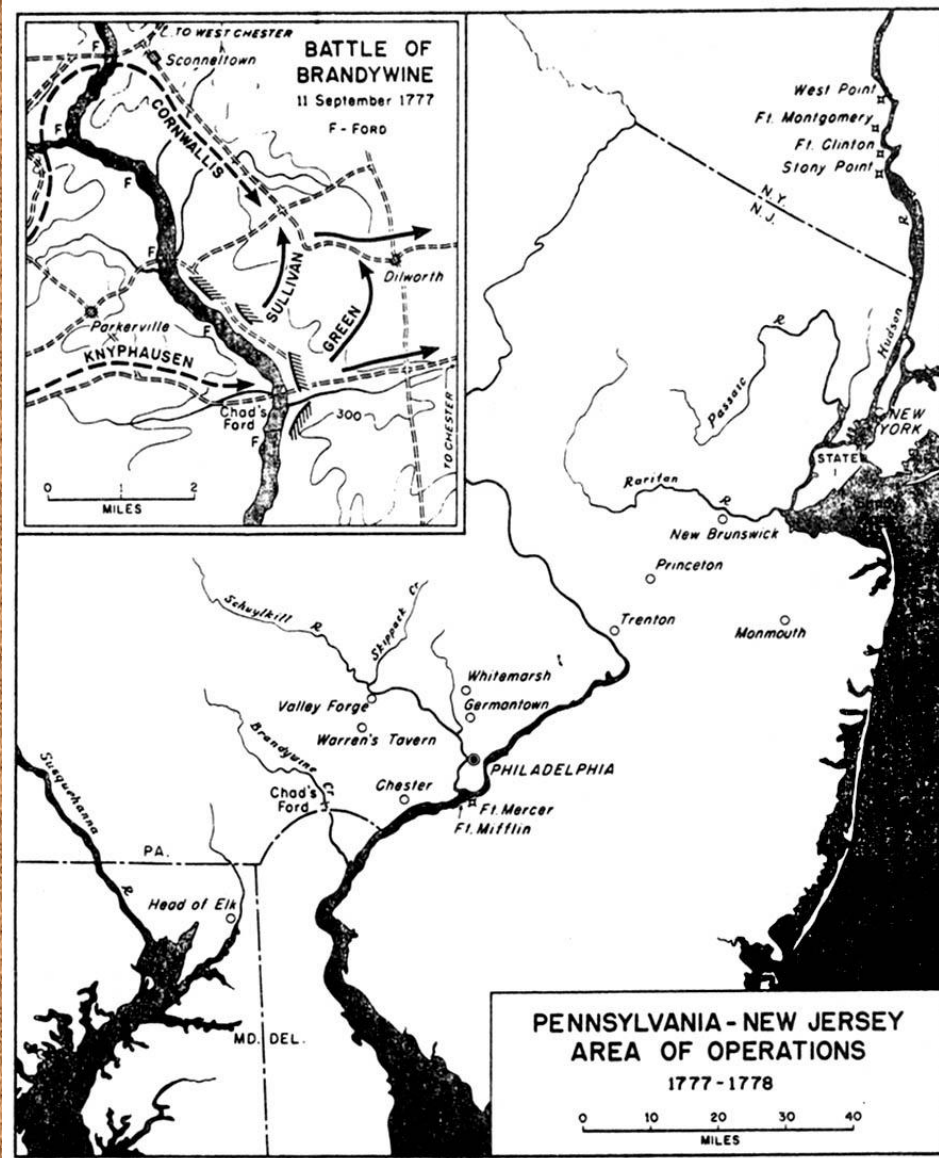 TO WEST CHESTER
Sconneltown
BATTLE OF
BRANDYWINE
11 September 1777
F - FORD
F
F
F
F
F
F
F
CORNWALLIS
SULLIVAN
GREEN
Dilworth
Parkerville
KNYPHAUSEN
Chad's
Ford
300
TO CHESTER
0 1 2
MILES
West Point
Ft. Montgomery
Ft. Clinton
Stony Point
N.Y.
N.J.
R
Hudson
Passaic R
NEW
YORK
STATE
I
Raritan R
New Brunswick
Princeton
Trenton
Monmouth
Schuylkill R
Skippack Cr
Whitemarsh
Germantown
Valley Forge
Warren's Tavern
PHILADELPHIA
Brandywine Cr
Chad's
Ford
Chester
Ft. Mercer
Ft. Mifflin
Susquehanna R
PA.
Head of Elk
MD. DEL.
PENNSYLVANIA - NEW JERSEY
AREA OF OPERATIONS
1777 - 1778
0 10 20 30 40
MILES